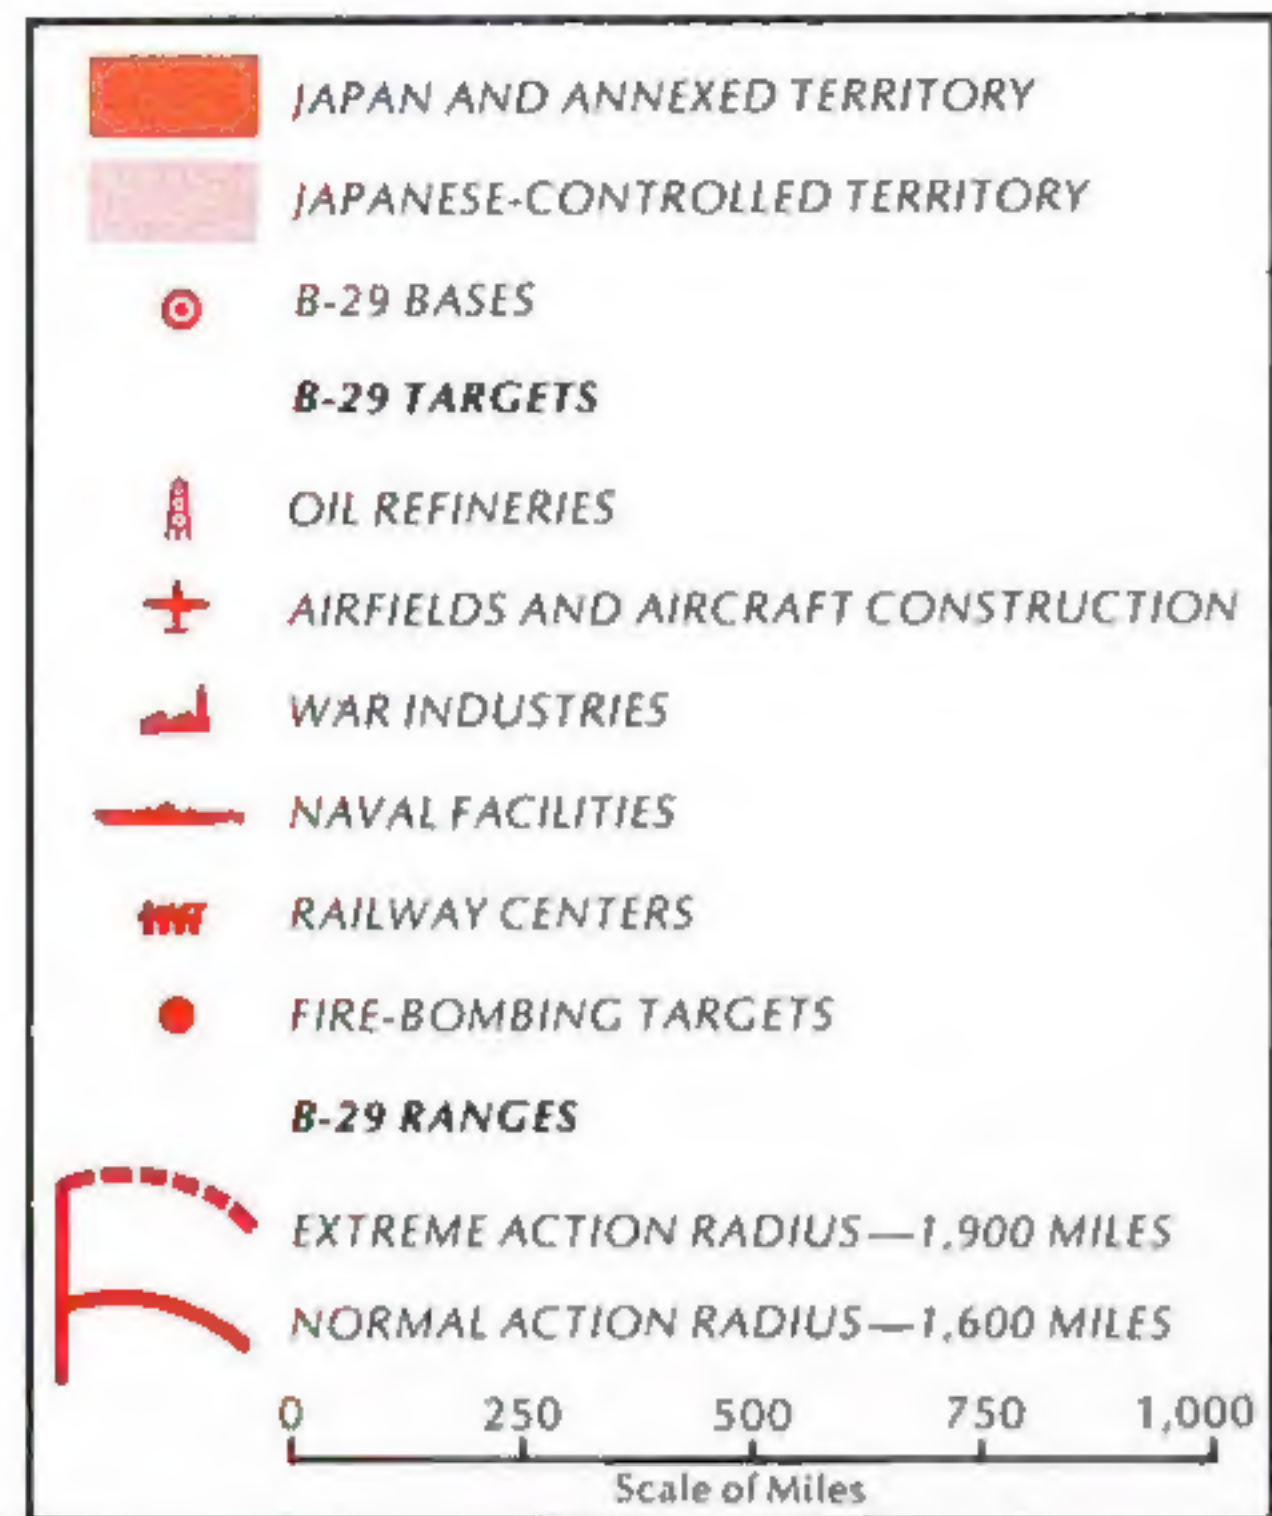 JAPAN AND ANNEXED TERRITORY
JAPANESE-CONTROLLED TERRITORY
B-29 BASES
B-29 TARGETS
OIL REFINERIES
AIRFIELDS AND AIRCRAFT CONSTRUCTION
WAR INDUSTRIES
NAVAL FACILITIES
RAILWAY CENTERS
FIRE-BOMBING TARGETS
B-29 RANGES
EXTREME ACTION RADIUS—1,900 MILES
NORMAL ACTION RADIUS—1,600 MILES
0 250 500 750 1,000
Scale of Miles